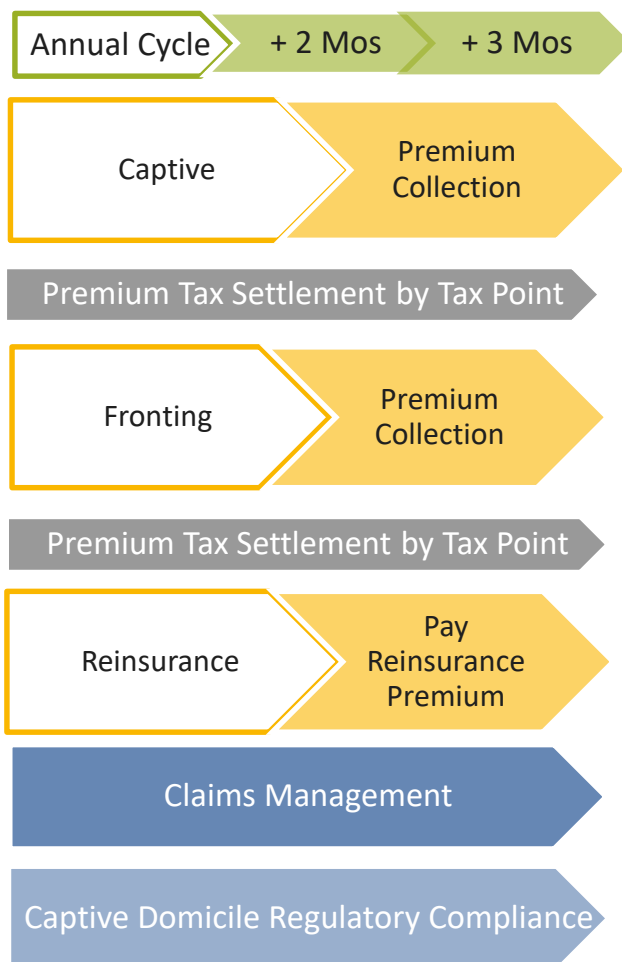 Annual Cycle + 2 Mos + 3 Mos
Captive
Premium
Collection
Premium Tax Settlement by Tax Point
Fronting
Premium
Collection
Premium Tax Settlement by Tax Point
Reinsurance
Pay
Reinsurance
Premium
Claims Management
Captive Domicile Regulatory Compliance